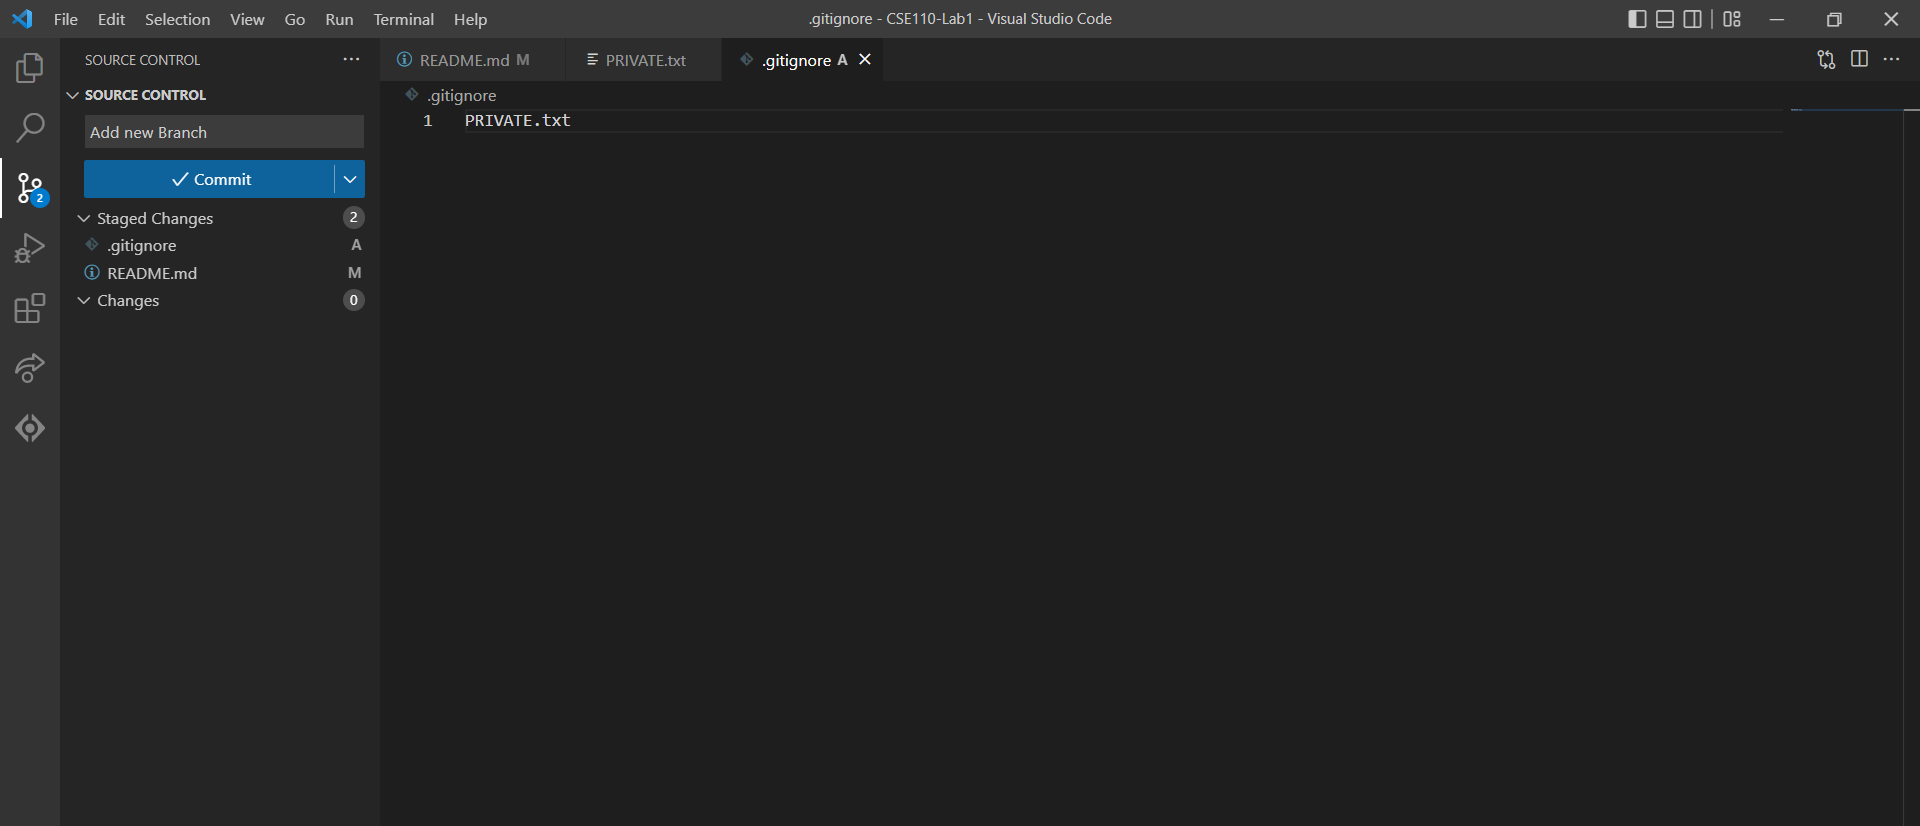 File Edit Selection View Go Run Terminal Help
.gitignore - CSE110-Lab1 - Visual Studio Code
SOURCE CONTROL
README.md M
PRIVATE.txt
.gitignore A
SOURCE CONTROL
.gitignore
Add new Branch
1 PRIVATE.txt
Commit
2
Staged Changes 2
.gitignore A
README.md M
Changes 0